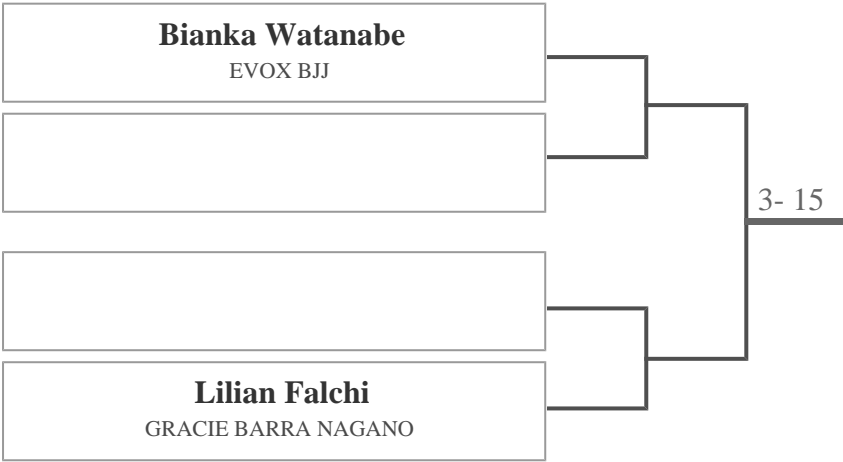 Bianka Watanabe
EVOX BJJ
3- 15
Lilian Falchi
GRACIE BARRA NAGANO